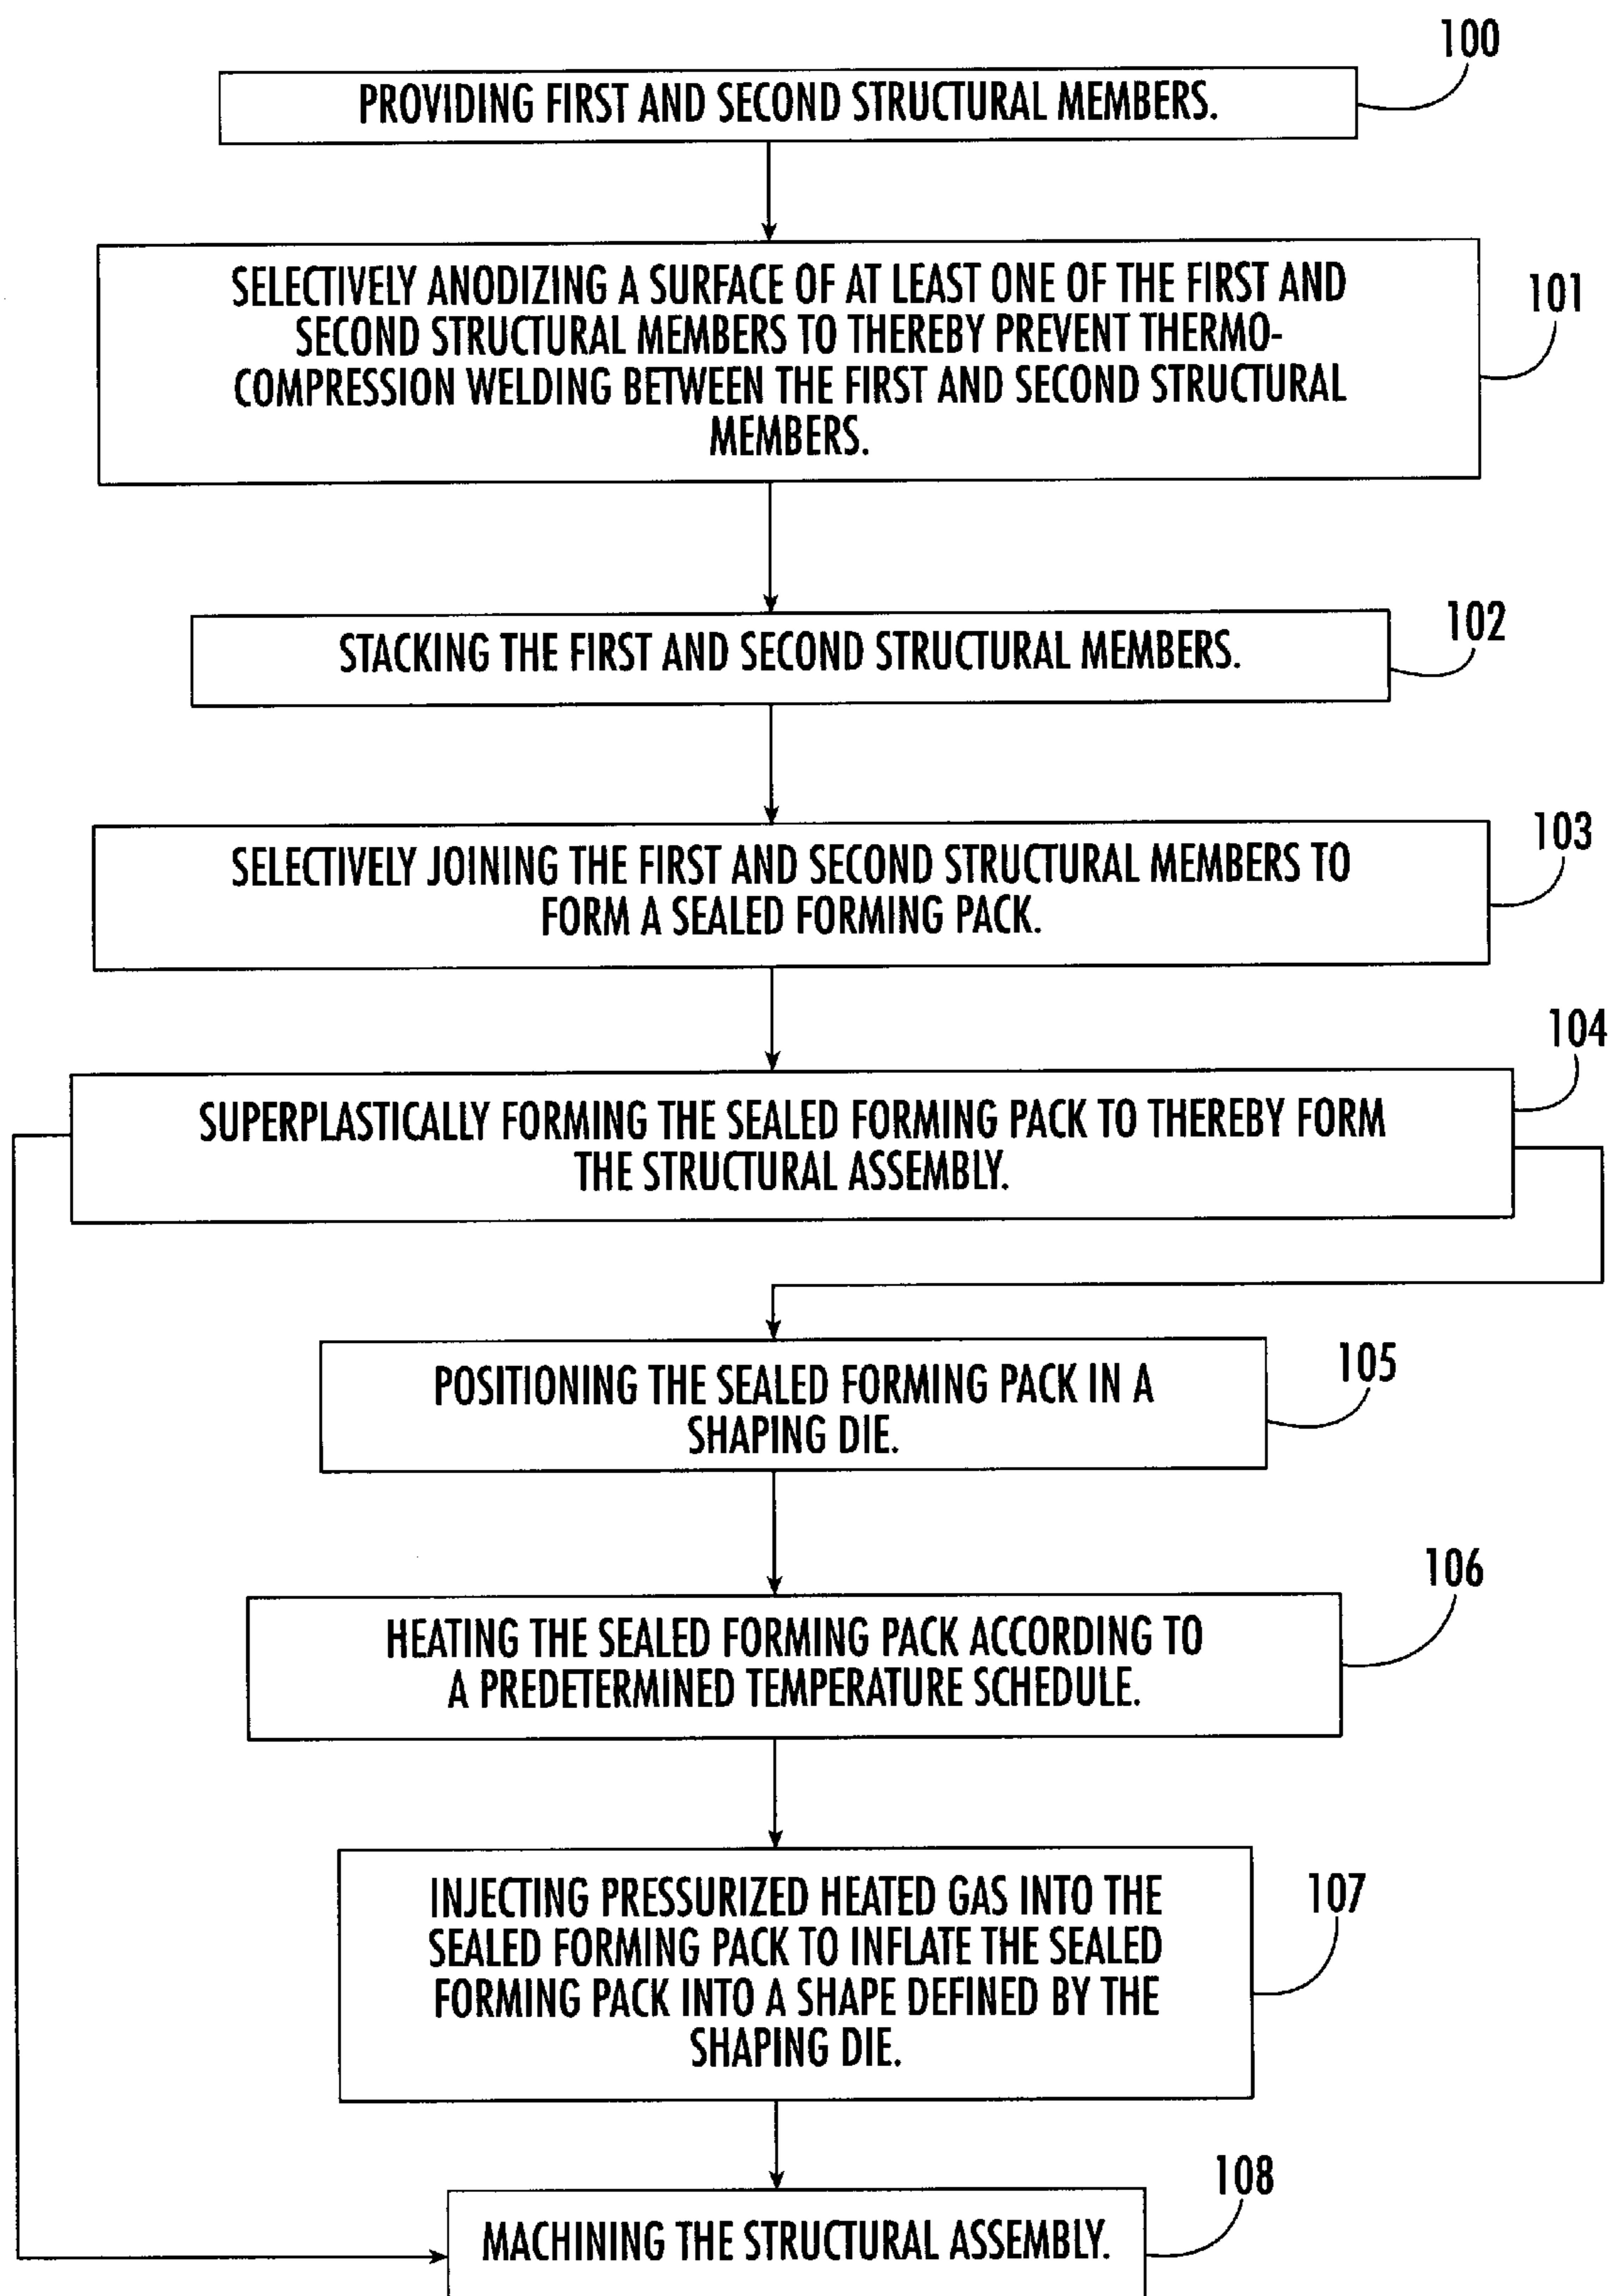 100
PROVIDING FIRST AND SECOND STRUCTURAL MEMBERS.
SELECTIVELY ANODIZING A SURFACE OF AT LEAST ONE OF THE FIRST AND
SECOND STRUCTURAL MEMBERS TO THEREBY PREVENT THERMO-
COMPRESSION WELDING BETWEEN THE FIRST AND SECOND STRUCTURAL
MEMBERS.
101
STACKING THE FIRST AND SECOND STRUCTURAL MEMBERS.
102
SELECTIVELY JOINING THE FIRST AND SECOND STRUCTURAL MEMBERS TO
FORM A SEALED FORMING PACK.
103
104
SUPERPLASTICALLY FORMING THE SEALED FORMING PACK TO THEREBY FORM
THE STRUCTURAL ASSEMBLY.
POSITIONING THE SEALED FORMING PACK IN A
SHAPING DIE.
105
106
HEATING THE SEALED FORMING PACK ACCORDING TO
A PREDETERMINED TEMPERATURE SCHEDULE.
INJECTING PRESSURIZED HEATED GAS INTO THE
SEALED FORMING PACK TO INFLATE THE SEALED
FORMING PACK INTO A SHAPE DEFINED BY THE
SHAPING DIE.
107
108
MACHINING THE STRUCTURAL ASSEMBLY.